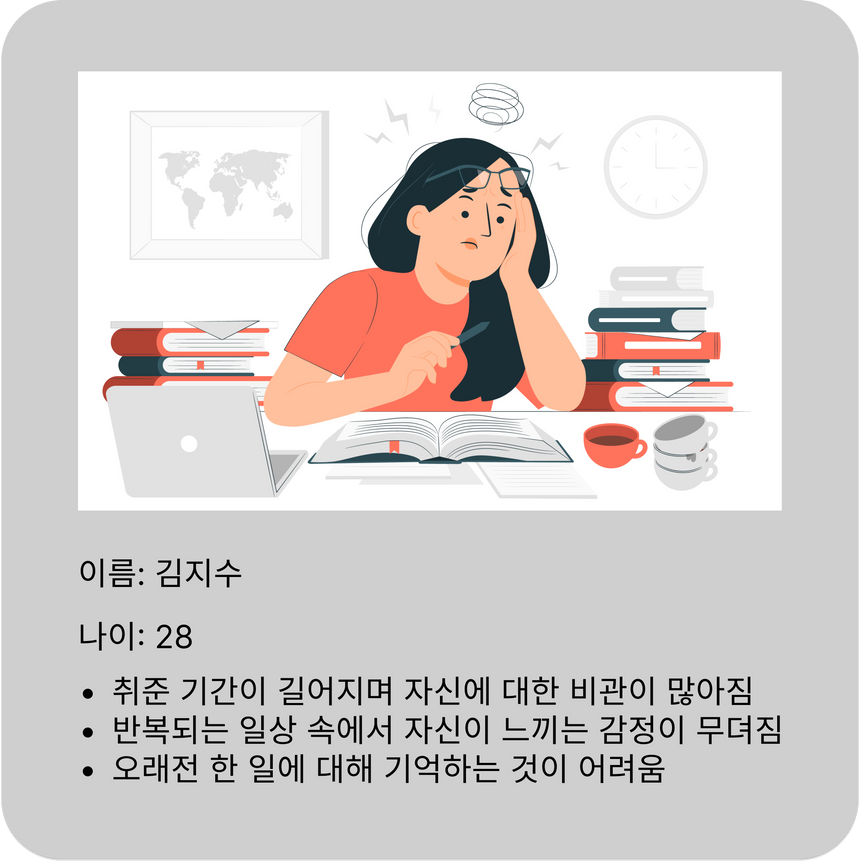 이름: 김지수
나이: 28
• 취준 기간이 길어지며 자신에 대한 비관이 많아짐
• 반복되는 일상 속에서 자신이 느끼는 감정이 무뎌짐
• 오래전 한 일에 대해 기억하는 것이 어려움